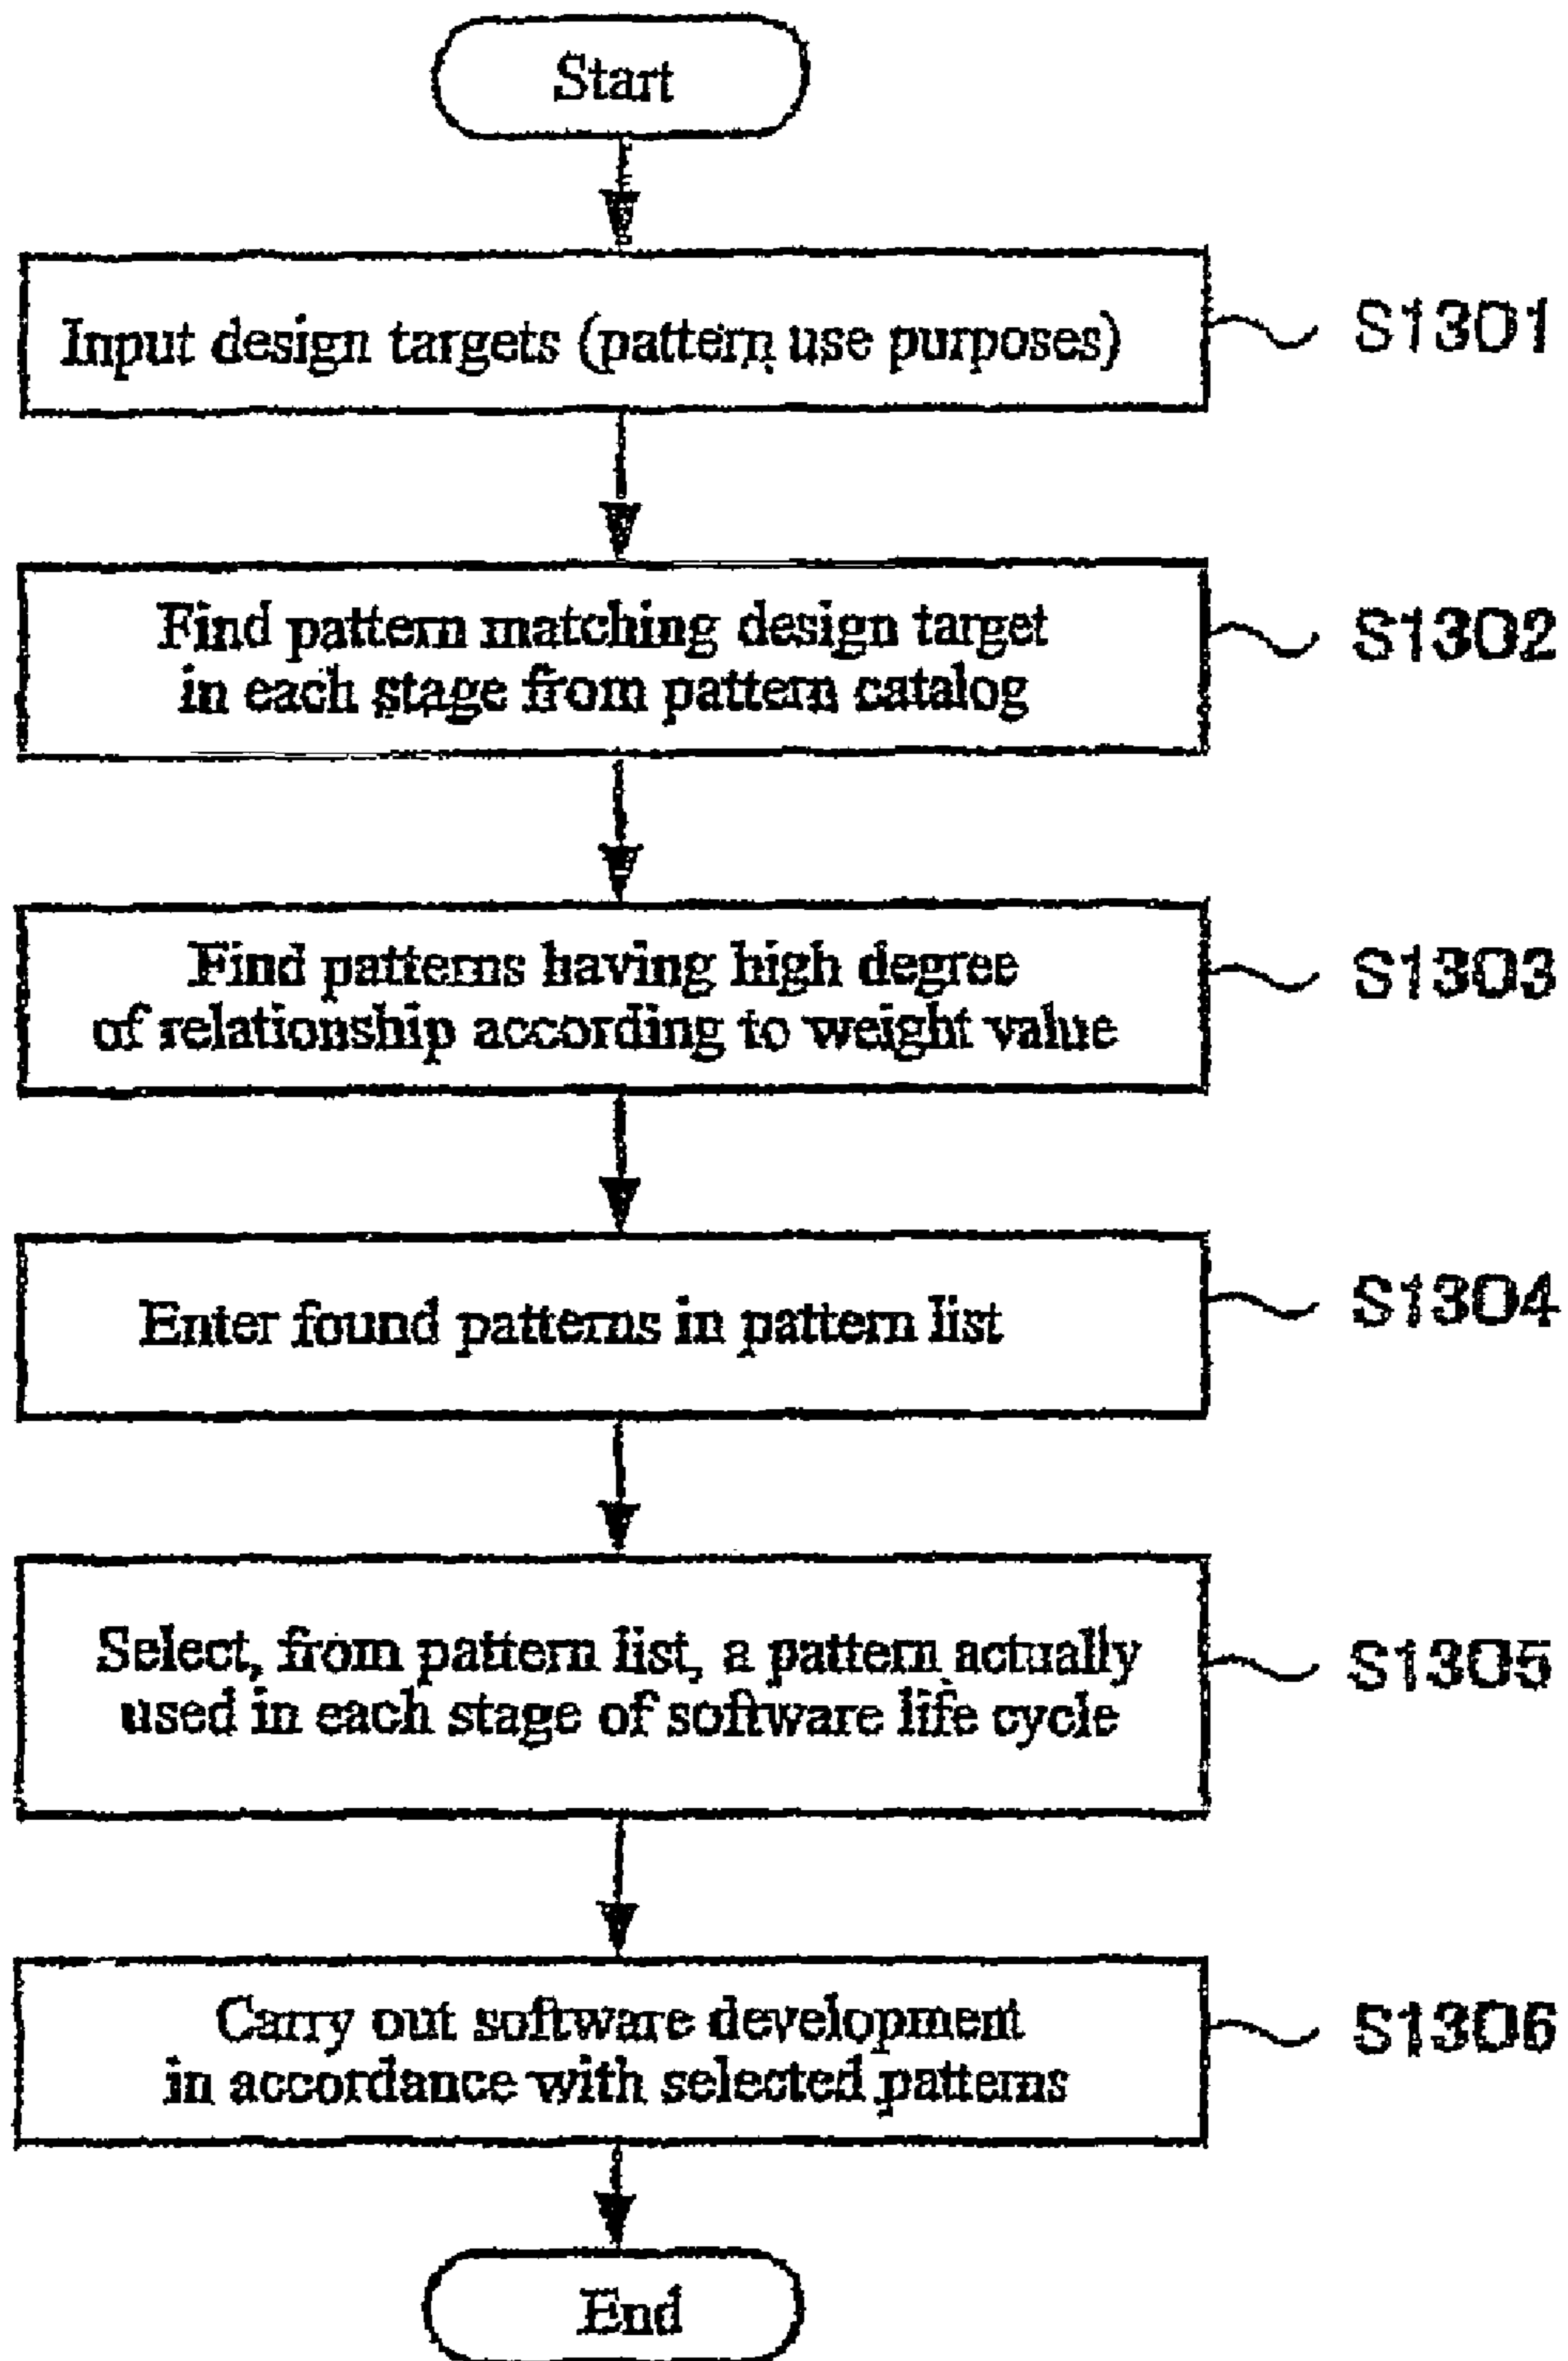 Start
Input design targets (pattern use purposes)
S1301
Find pattern matching design target
in each stage from pattern catalog
S1302
Find patterns having high degree
of relationship according to weight value
S1303
Enter found patterns in pattern list
S1304
Select, from pattern list, a pattern actually
used in each stage of software life cycle
S1305
Carry out software development
in accordance with selected patterns
S1306
End